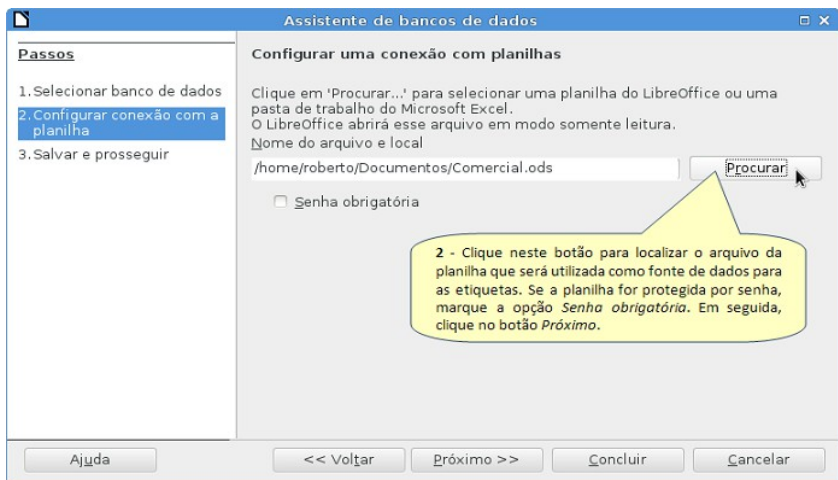 Assistente de bancos de dados
Passos
1.Selecionar banco de dados
2.Configurar conexão com a
planilha
3.Salvar e prosseguir
Configurar uma conexão com planilhas
Clique em 'Procurar...' para selecionar uma planilha do LibreOffice ou uma
pasta de trabalho do Microsoft Excel.
O LibreOffice abrirá esse arquivo em modo somente leitura.
Nome do arquivo e local
/home/roberto/Documentos/Comercial.ods
Procurar
Senha obrigatória
2 - Clique neste botão para localizar o arquivo da
planilha que será utilizada como fonte de dados para
as etiquetas. Se a planilha for protegida por senha,
marque a opção Senha obrigatória. Em seguida,
clique no botão Próximo.
Ajuda
<< Voltar
Próximo >>
Concluir
Cancelar